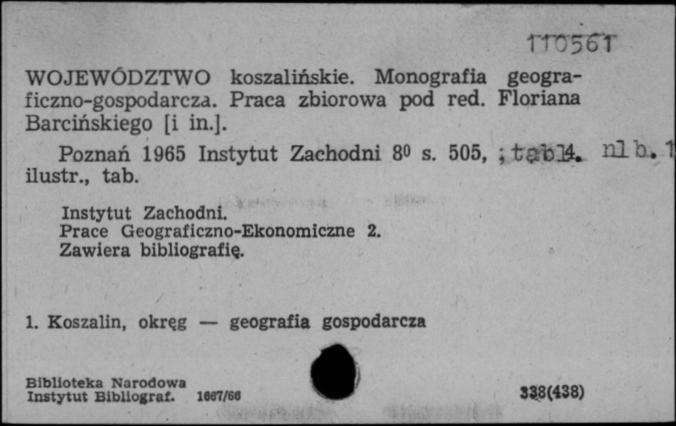 110561
WOJEWÓDZTWO koszalińskie. Monografia geogra-
ficzno-gospodarcza. Praca zbiorowa pod red. Floriana
Barcińskiego [i in.].
Poznań 1965 Instytut Zachodni 8⁰ s. 505, ; tabl. nlb. 1
ilustr., tab.
Instytut Zachodni.
Prace Geograficzno-Ekonomiczne 2.
Zawiera bibliografię.
1. Koszalin, okręg — geografia gospodarcza
Biblioteka Narodowa
Instytut Bibliograf. 1667/66 338(438)